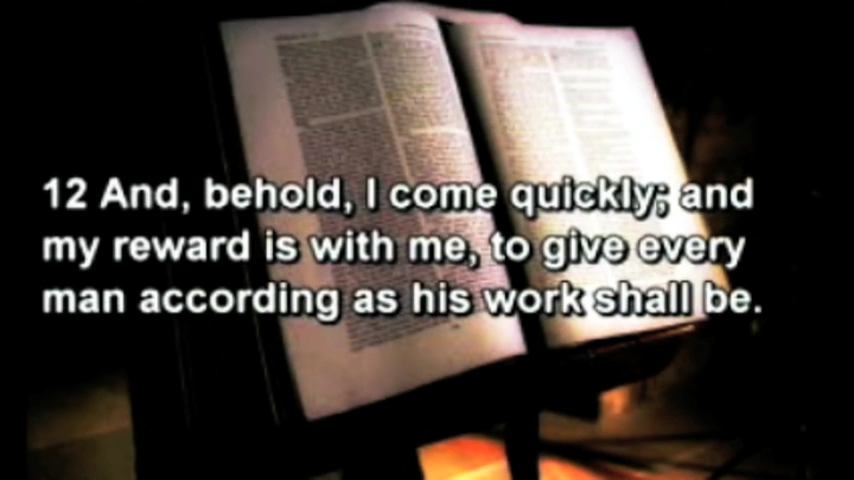 12 And, behold, I come quickly; and
my reward is with me, to give every
man according as his work shall be.